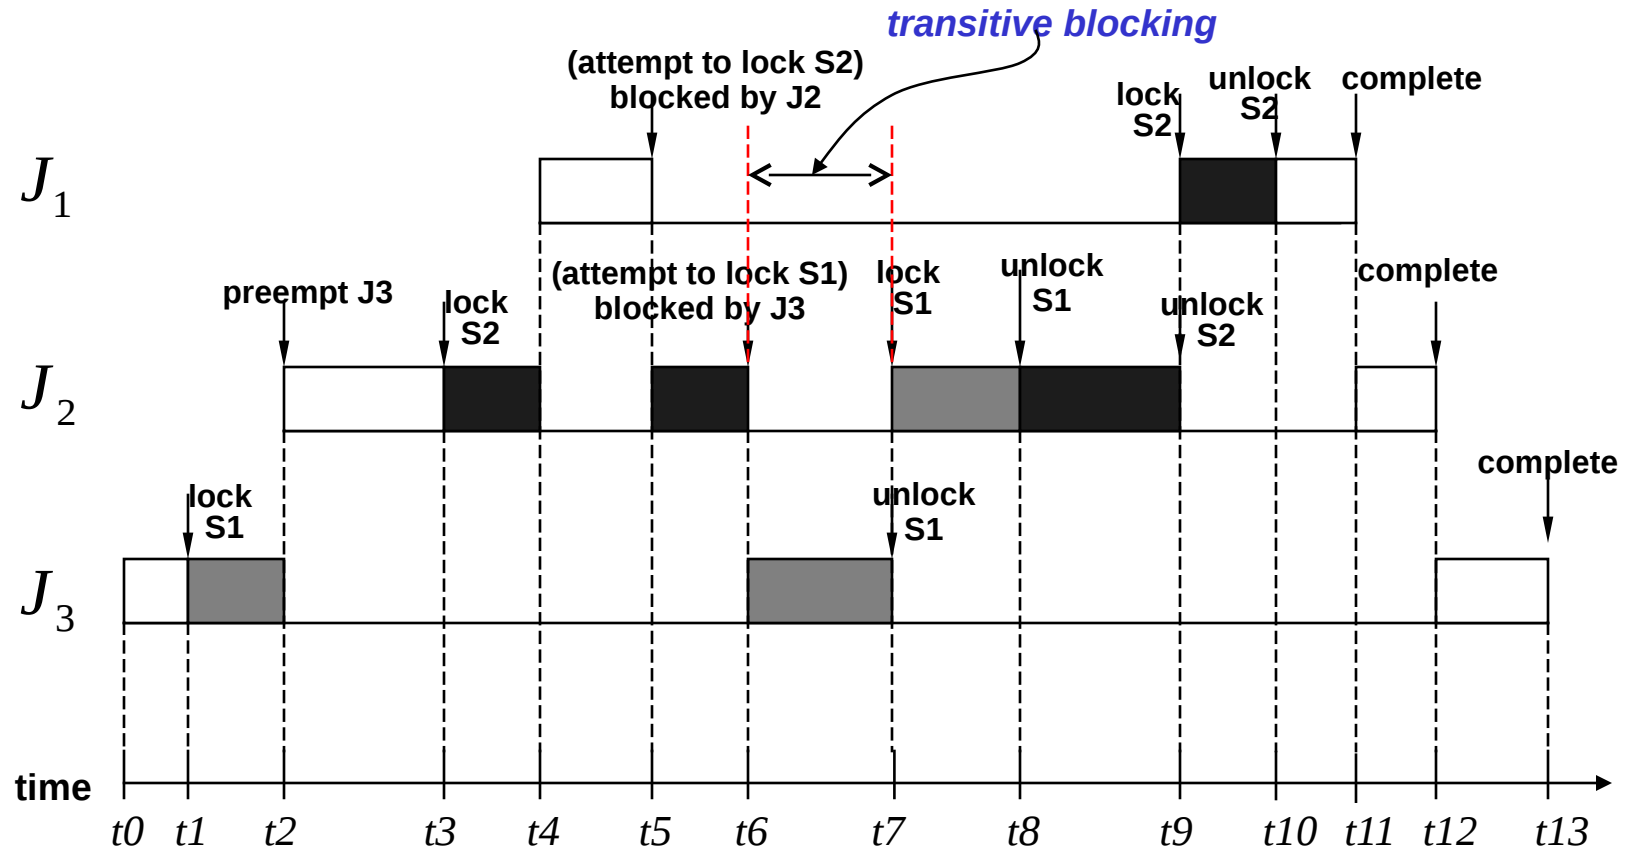 transitive blocking
(attempt to lock S2)
blocked by J2
lock
S2
unlock
S2
complete
J1
(attempt to lock S1)
blocked by J3
lock
S1
unlock
S1
complete
preempt J3
lock
S2
unlock
S2
J2
complete
lock
S1
unlock
S1
J3
time
t0 t1 t2 t3 t4 t5 t6 t7 t8 t9 t10 t11 t12 t13